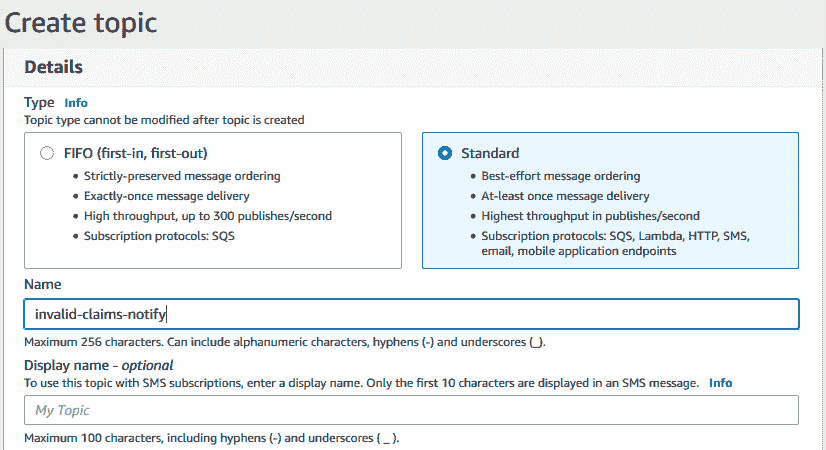 Create topic
Details
Type Info
Topic type cannot be modified after topic is created
FIFO (first-in, first-out)
• Strictly-preserved message ordering
• Exactly-once message delivery
• High throughput, up to 300 publishes/second
• Subscription protocols: SQS
Standard
• Best-effort message ordering
• At-least once message delivery
• Highest throughput in publishes/second
• Subscription protocols: SQS, Lambda, HTTP, SMS,
email, mobile application endpoints
Name
invalid-claims-notify
Maximum 256 characters. Can include alphanumeric characters, hyphens (-) and underscores (_).
Display name - optional
To use this topic with SMS subscriptions, enter a display name. Only the first 10 characters are displayed in an SMS message. Info
My Topic
Maximum 100 characters, including hyphens (-) and underscores ( _ ).